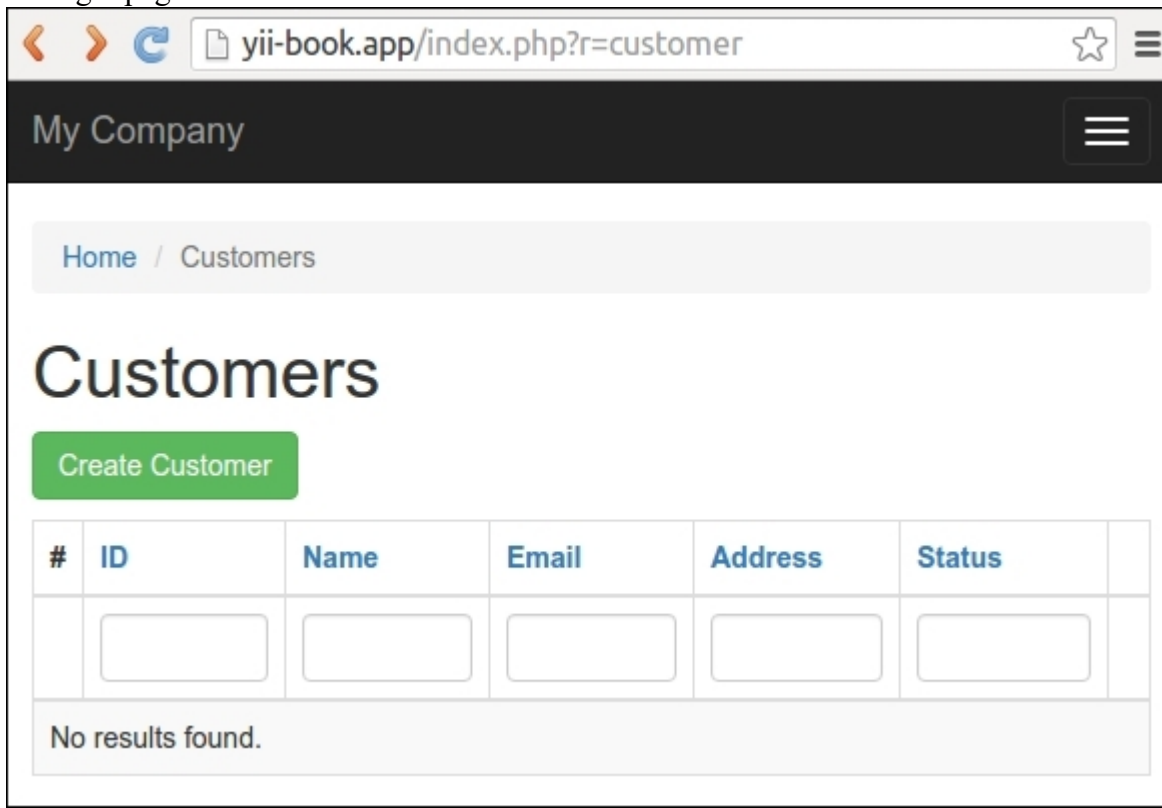 yii-book.app/index.php?r=customer
My Company
Home / Customers
Customers
Create Customer
# ID Name Email Address Status
No results found.